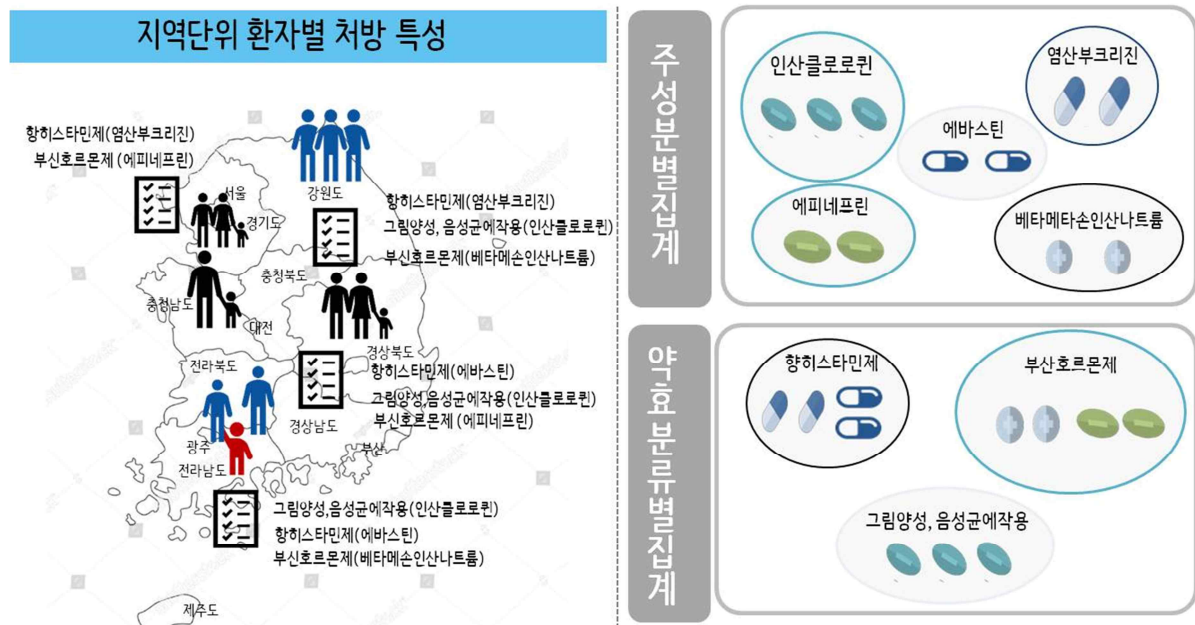 지역단위 환자별 처방 특성
항히스타민제(염산부크리진)
부신호르몬제 (에피네프린)
서울
경기도
강원도
항히스타민제(염산부크리진)
그림양성, 음성균에작용(인산클로로퀸)
부신호르몬제(베타메손인산나트륨)
충청북도
충청남도
대전
경상북도
전라북도
항히스타민제(에바스틴)
그림양성,음성균에작용(인산클로로퀸)
부신호르몬제 (에피네프린)
경상남도
부산
광주
전라남도
그림양성,음성균에작용(인산클로로퀸)
항히스타민제(에바스틴)
부신호르몬제(베타메타손인산나트륨)
제주도
주성분별집계
인산클로로퀸
염산부크리진
에바스틴
에피네프린
베타메타손인산나트륨
약효분류별집계
향히스타민제
부산호르몬제
그림양성, 음성균에작용